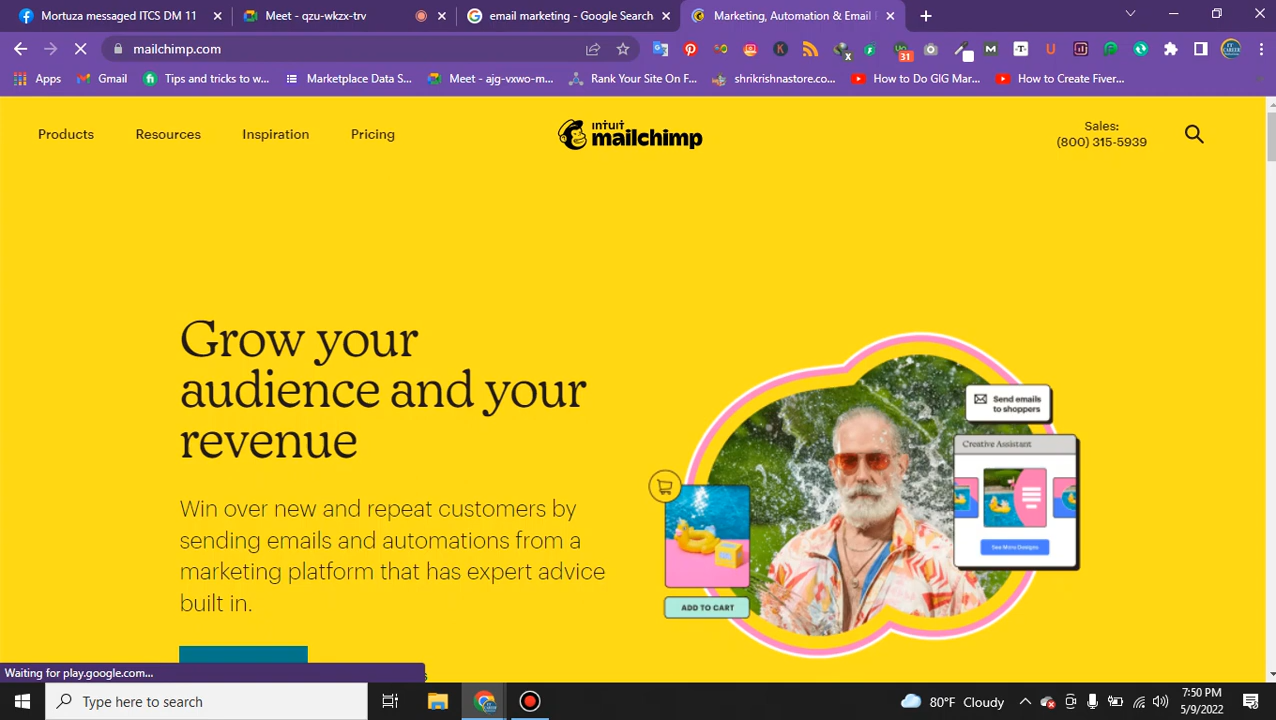 Mortuza messaged ITCS DM 11
Meet - qzu-wkzx-trv
email marketing - Google Search
Marketing, Automation & Email
mailchimp.com
31
Apps
Gmail
Tips and tricks to w...
Marketplace Data S...
Meet - ajg-vxwo-m...
Rank Your Site On F...
shrikrishnastore.co...
How to Do GIG Mar...
How to Create Fiver...
Products
Resources
Inspiration
Pricing
intuit
mailchimp
Sales:
(800) 315-5939
Grow your
audience and your
revenue
Win over new and repeat customers by
sending emails and automations from a
marketing platform that has expert advice
built in.
Send emails
to shoppers
Creative Assistant
See More Designs
ADD TO CART
Waiting for play.google.com...
Type here to search
80°F Cloudy
7:50 PM
5/9/2022